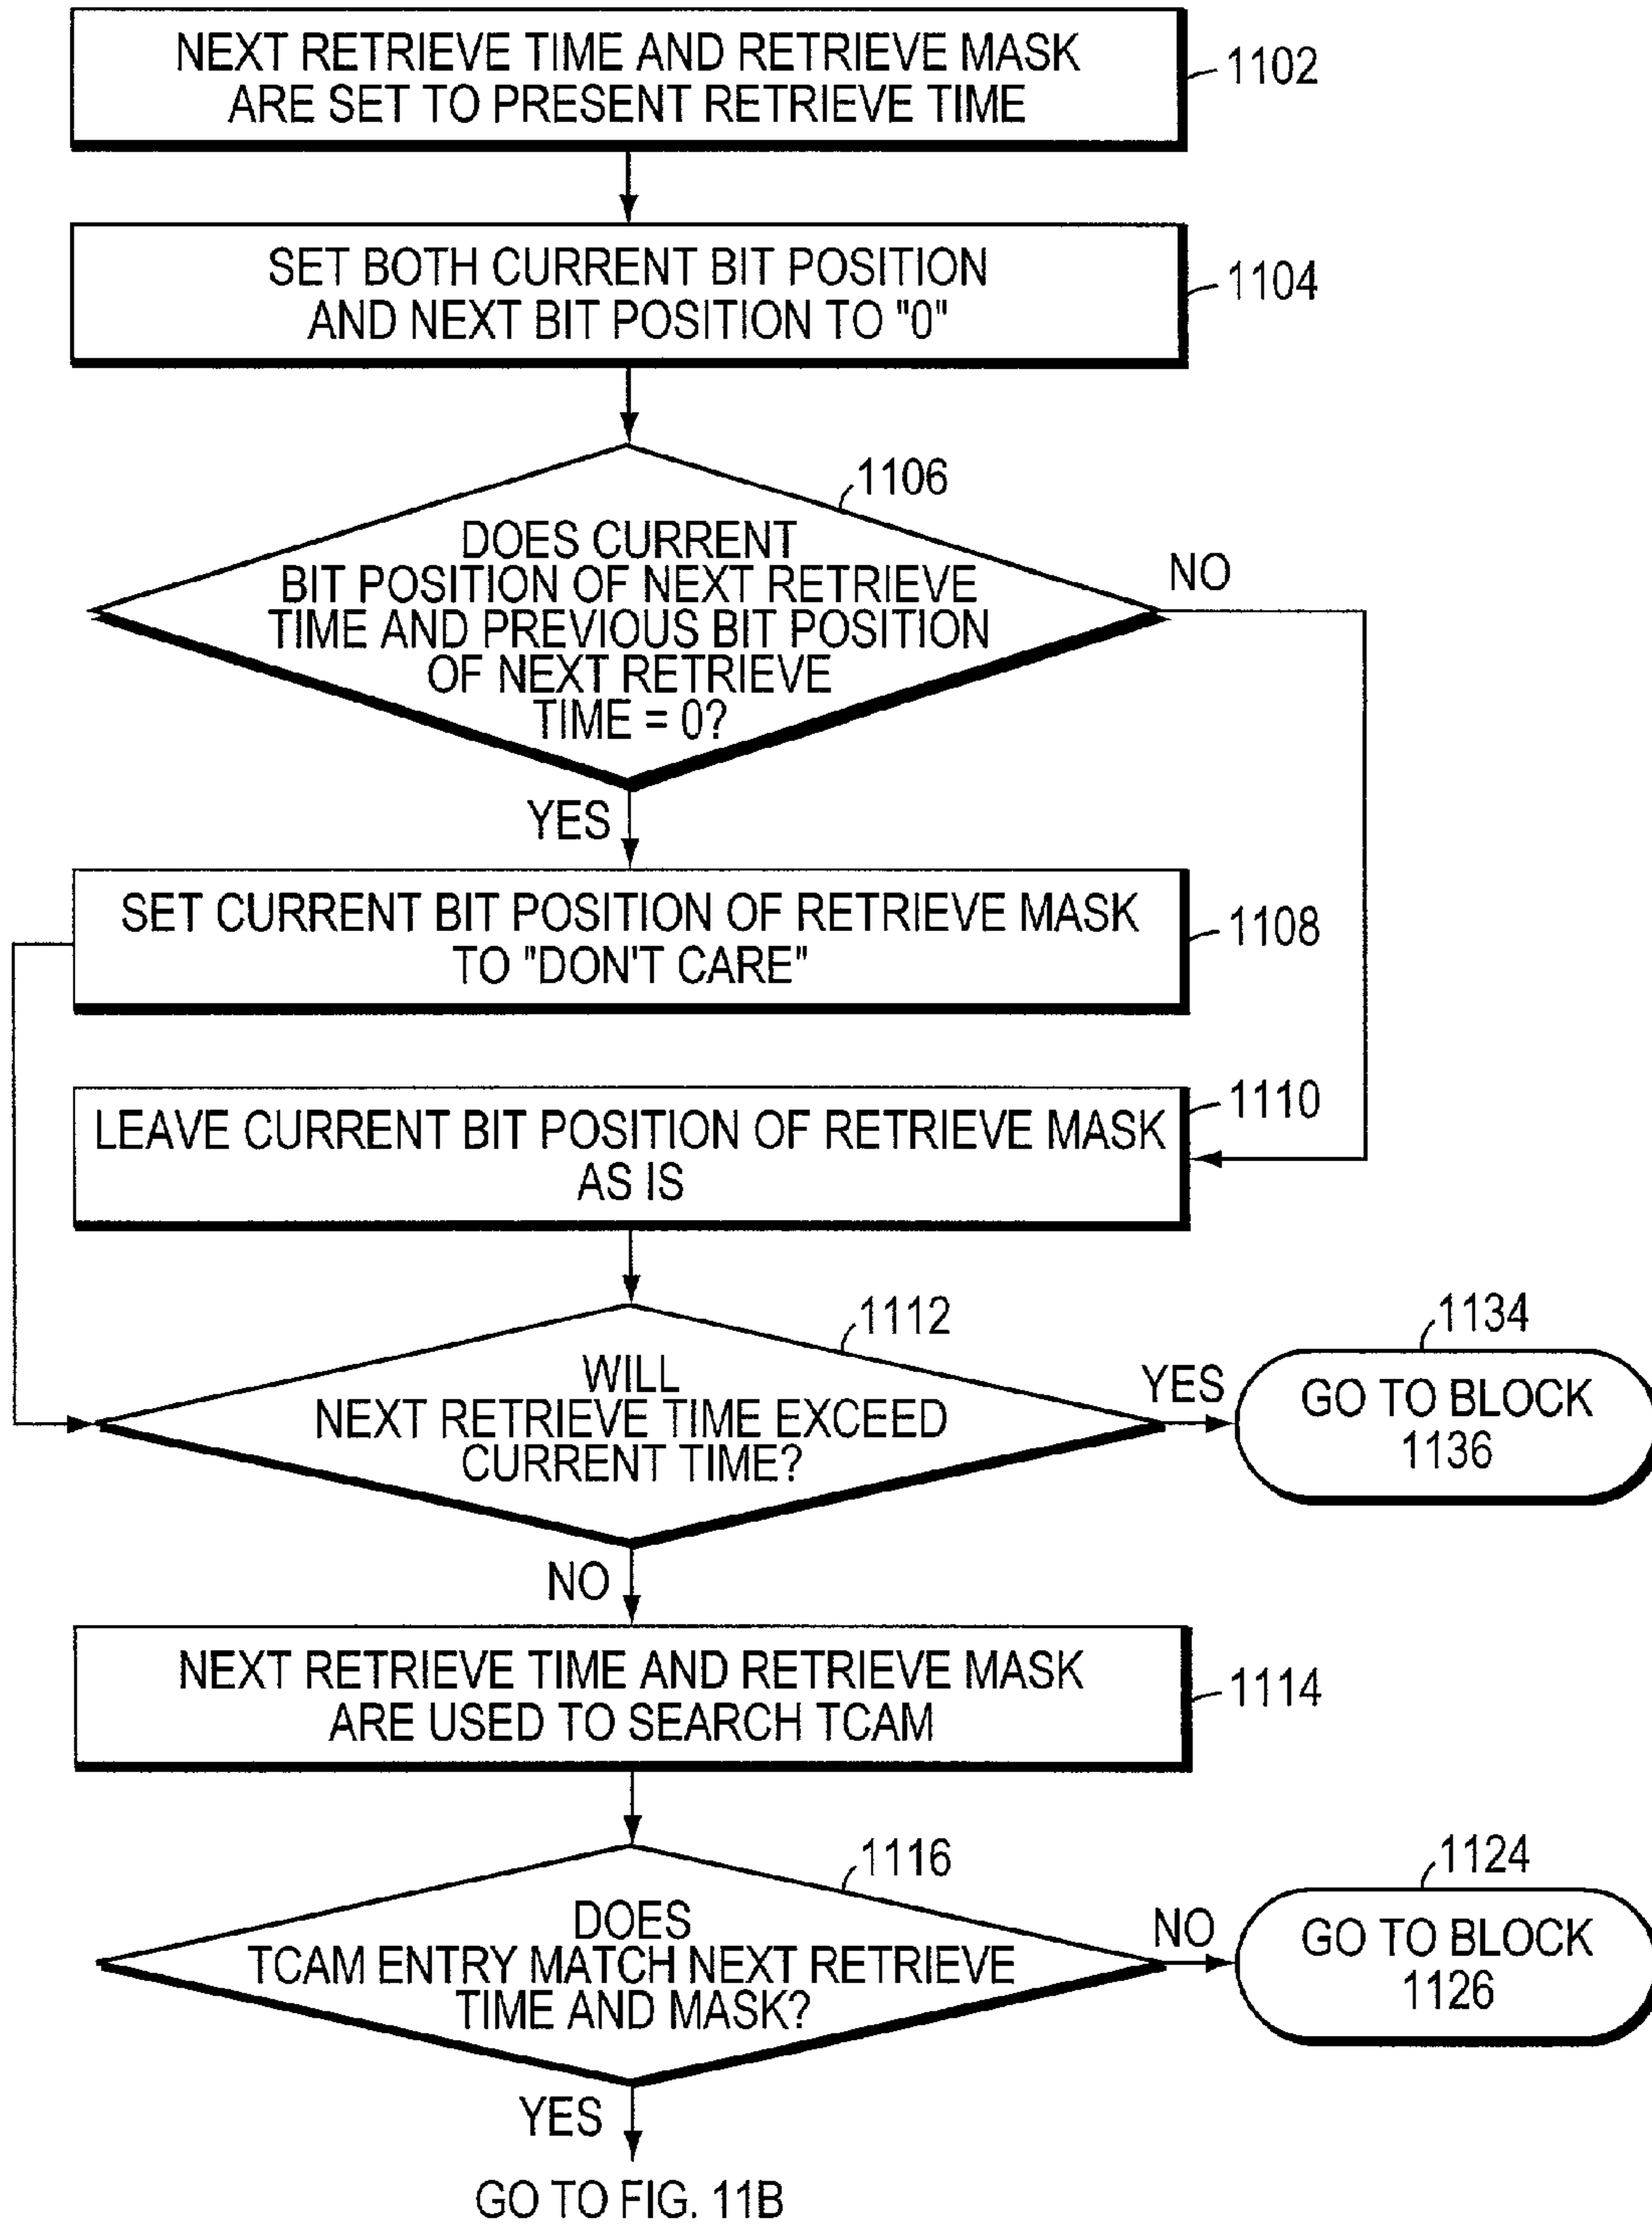 NEXT RETRIEVE TIME AND RETRIEVE MASK
ARE SET TO PRESENT RETRIEVE TIME
1102
SET BOTH CURRENT BIT POSITION
AND NEXT BIT POSITION TO "0"
1104
1106
DOES CURRENT
BIT POSITION OF NEXT RETRIEVE
TIME AND PREVIOUS BIT POSITION
OF NEXT RETRIEVE
TIME = 0?
NO
YES
SET CURRENT BIT POSITION OF RETRIEVE MASK
TO "DON'T CARE"
1108
LEAVE CURRENT BIT POSITION OF RETRIEVE MASK
AS IS
1110
1112
WILL
NEXT RETRIEVE TIME EXCEED
CURRENT TIME?
YES
1134
GO TO BLOCK
1136
NO
NEXT RETRIEVE TIME AND RETRIEVE MASK
ARE USED TO SEARCH TCAM
1114
1116
DOES
TCAM ENTRY MATCH NEXT RETRIEVE
TIME AND MASK?
NO
1124
GO TO BLOCK
1126
YES
GO TO FIG. 11B